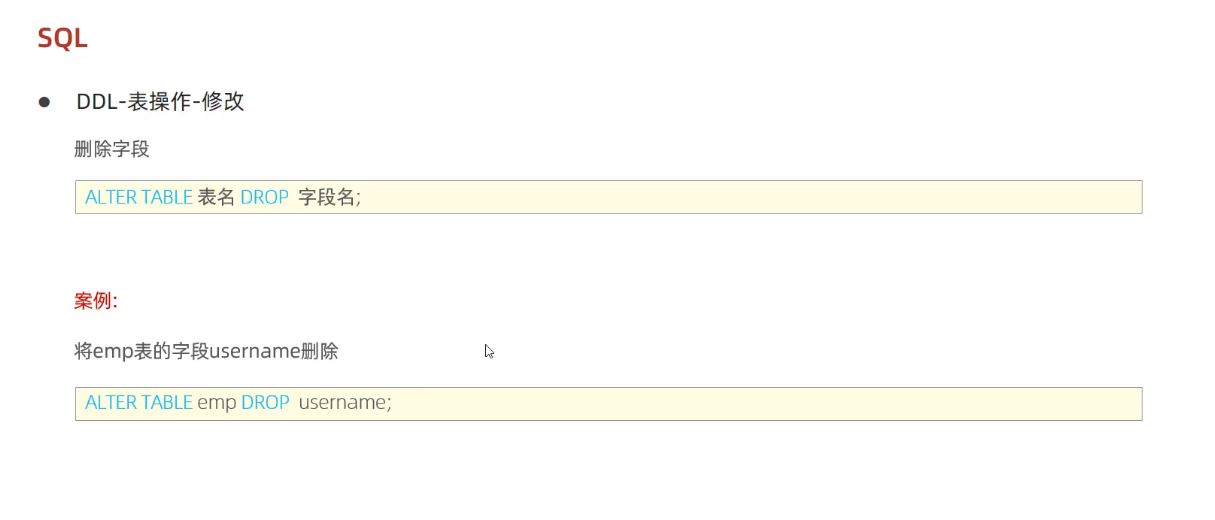 SQL
DDL-表操作-修改
删除字段
ALTER TABLE 表名 DROP 字段名;
案例:
将emp表的字段username删除
ALTER TABLE emp DROP username;